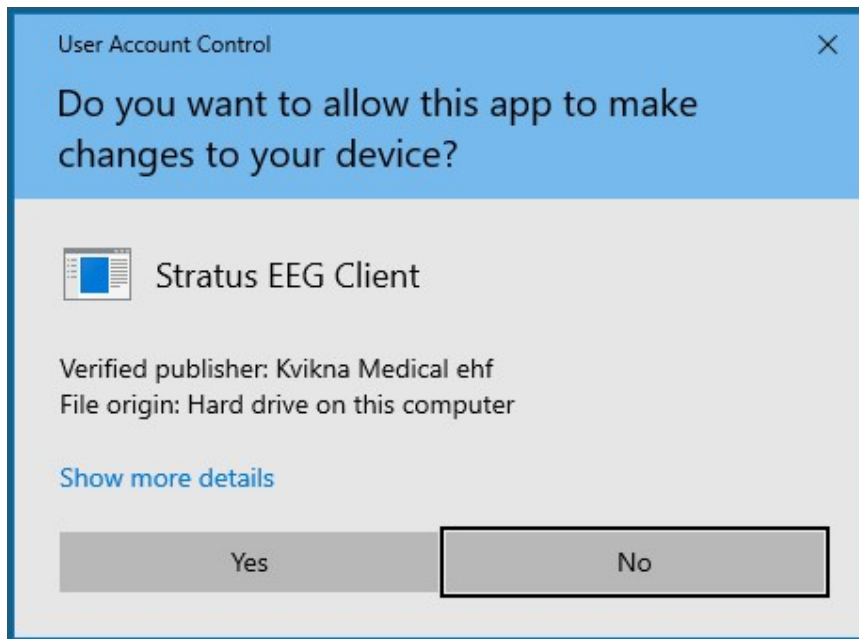 User Account Control
Do you want to allow this app to make
changes to your device?
Stratus EEG Client
Verified publisher: Kvikna Medical ehf
File origin: Hard drive on this computer
Show more details
Yes
No